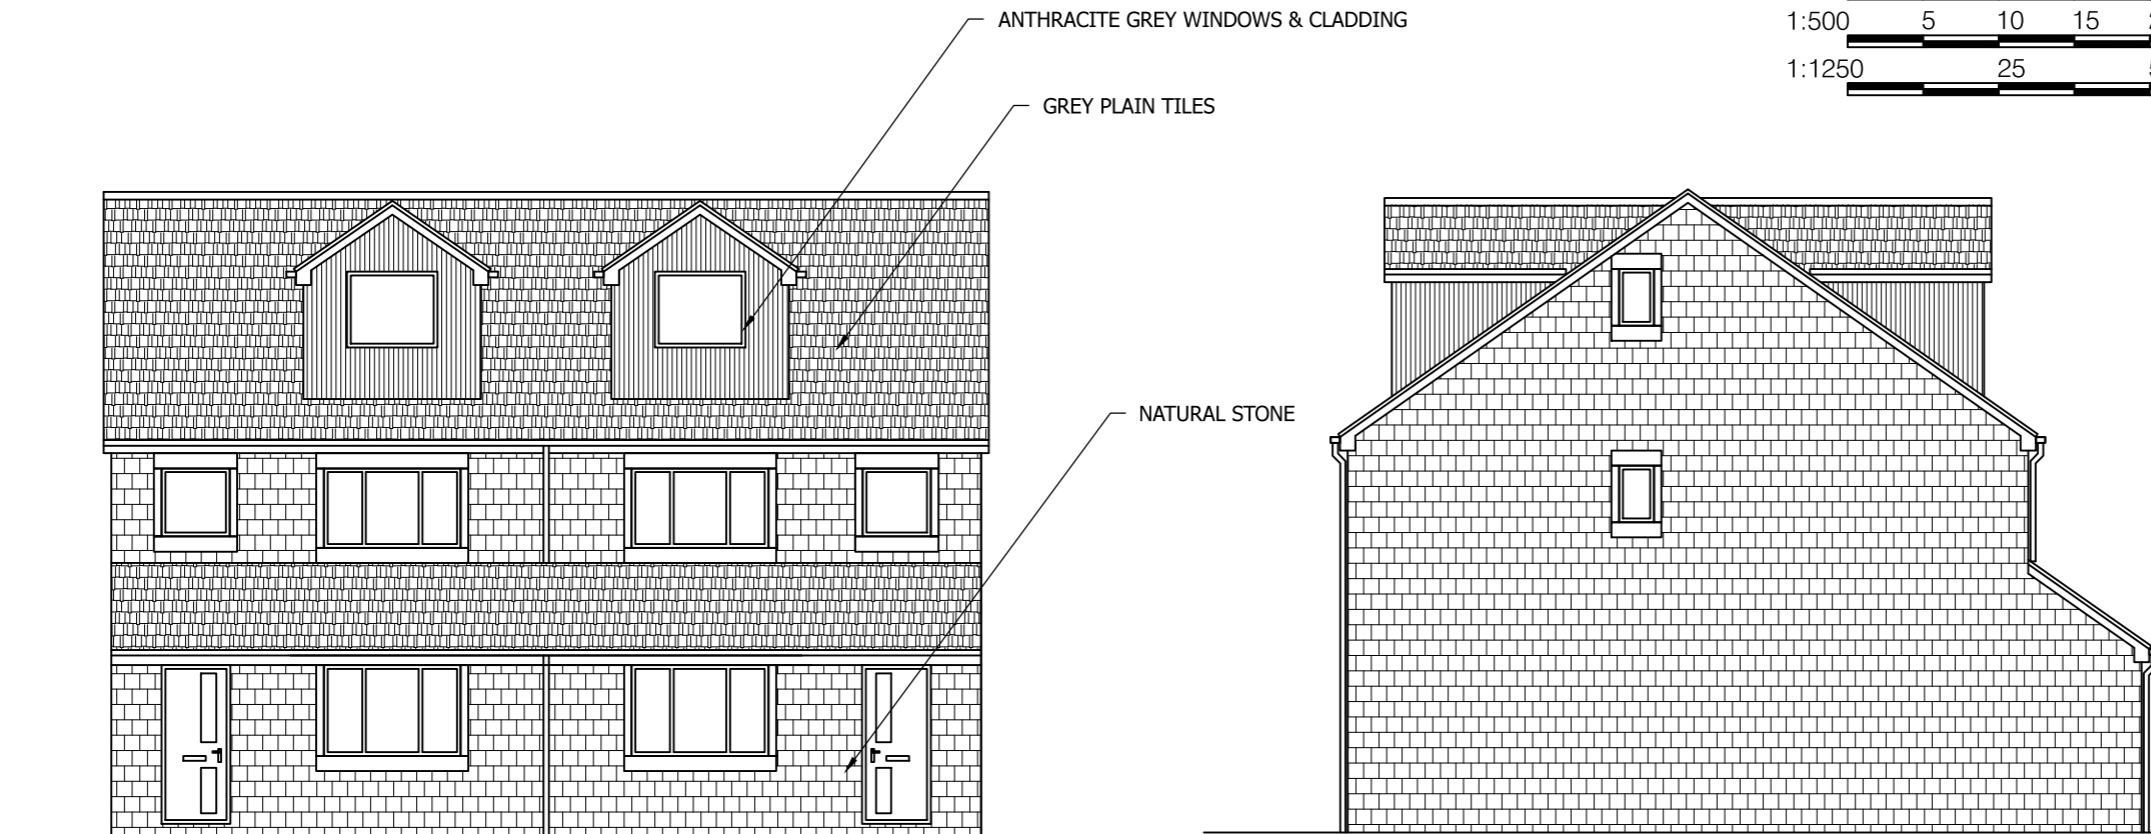 ANTHRACITE GREY WINDOWS & CLADDING
1:500 5 10 15
1:1250 25
GREY PLAIN TILES
NATURAL STONE